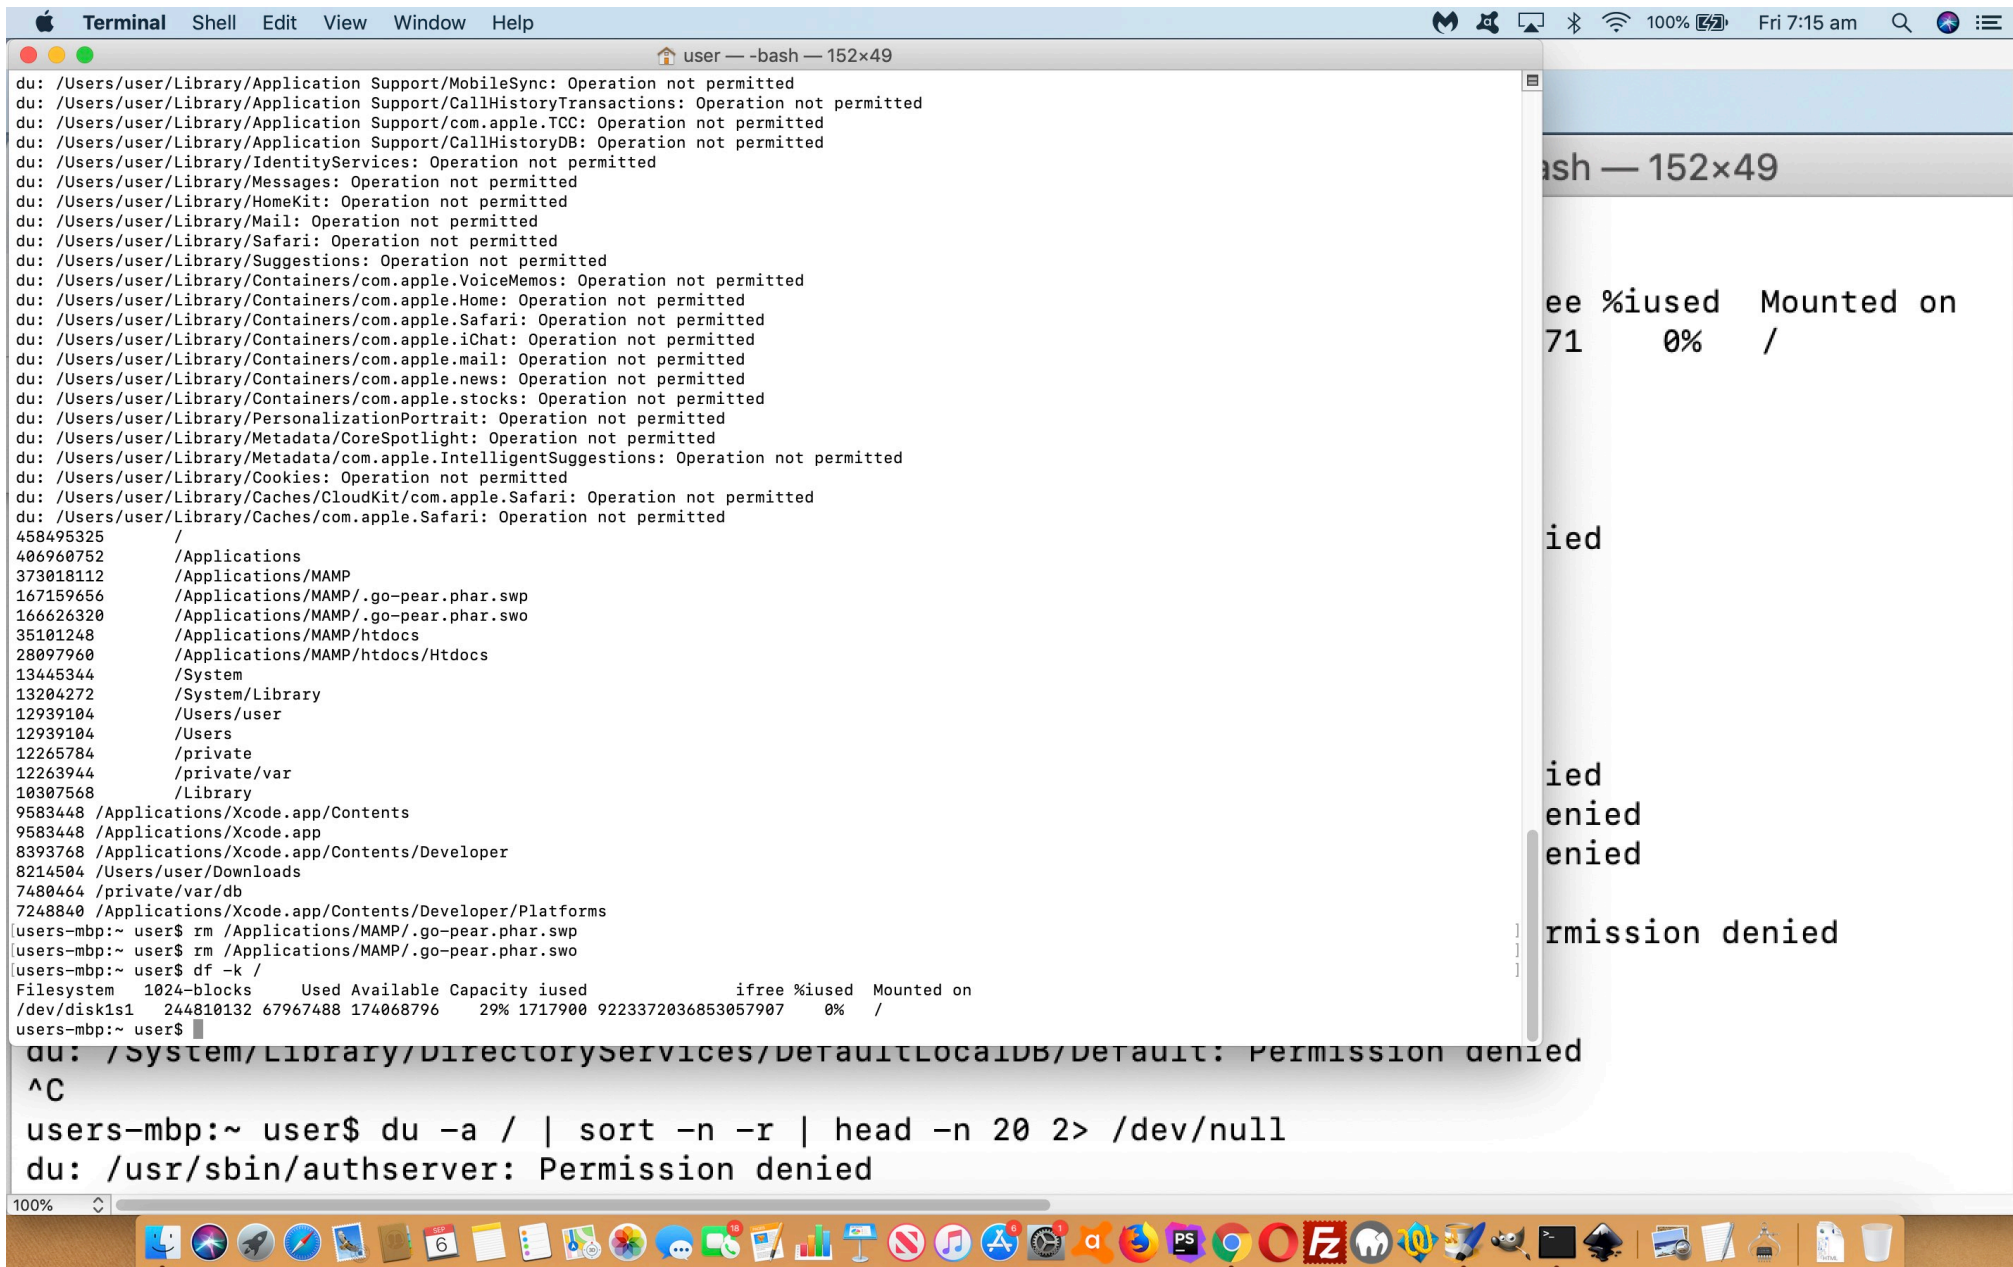 Terminal Shell Edit View Window Help 100% Fri 7:15 am
user — -bash — 152×49
du: /Users/user/Library/Application Support/MobileSync: Operation not permitted
du: /Users/user/Library/Application Support/CallHistoryTransactions: Operation not permitted
du: /Users/user/Library/Application Support/com.apple.TCC: Operation not permitted
du: /Users/user/Library/Application Support/CallHistoryDB: Operation not permitted
du: /Users/user/Library/IdentityServices: Operation not permitted
du: /Users/user/Library/Messages: Operation not permitted
du: /Users/user/Library/HomeKit: Operation not permitted
du: /Users/user/Library/Mail: Operation not permitted
du: /Users/user/Library/Safari: Operation not permitted
du: /Users/user/Library/Suggestions: Operation not permitted
du: /Users/user/Library/Containers/com.apple.VoiceMemos: Operation not permitted
du: /Users/user/Library/Containers/com.apple.Home: Operation not permitted
du: /Users/user/Library/Containers/com.apple.Safari: Operation not permitted
du: /Users/user/Library/Containers/com.apple.iChat: Operation not permitted
du: /Users/user/Library/Containers/com.apple.mail: Operation not permitted
du: /Users/user/Library/Containers/com.apple.news: Operation not permitted
du: /Users/user/Library/Containers/com.apple.stocks: Operation not permitted
du: /Users/user/Library/PersonalizationPortrait: Operation not permitted
du: /Users/user/Library/Metadata/CoreSpotlight: Operation not permitted
du: /Users/user/Library/Metadata/com.apple.IntelligentSuggestions: Operation not permitted
du: /Users/user/Library/Cookies: Operation not permitted
du: /Users/user/Library/Caches/CloudKit/com.apple.Safari: Operation not permitted
du: /Users/user/Library/Caches/com.apple.Safari: Operation not permitted
458495325 /
406960752 /Applications
373018112 /Applications/MAMP
167159656 /Applications/MAMP/.go-pear.phar.swp
166626320 /Applications/MAMP/.go-pear.phar.swo
35101248 /Applications/MAMP/htdocs
28097960 /Applications/MAMP/htdocs/Htdocs
13445344 /System
13204272 /System/Library
12939104 /Users/user
12939104 /Users
12265784 /private
12263944 /private/var
10307568 /Library
9583448 /Applications/Xcode.app/Contents
9583448 /Applications/Xcode.app
8393768 /Applications/Xcode.app/Contents/Developer
8214504 /Users/user/Downloads
7480464 /private/var/db
7248840 /Applications/Xcode.app/Contents/Developer/Platforms
[users-mbp:~ user$ rm /Applications/MAMP/.go-pear.phar.swp ]
[users-mbp:~ user$ rm /Applications/MAMP/.go-pear.phar.swo ]
[users-mbp:~ user$ df -k / ]
Filesystem 1024-blocks Used Available Capacity iused ifree %iused Mounted on
/dev/disk1s1 244810132 67967488 174068796 29% 1717900 9223372036853057907 0% /
users-mbp:~ user$
ash — 152×49
ee %iused Mounted on
71 0% /
ied
ied
enied
enied
rmission denied
du: /System/Library/DirectoryServices/DefaultLocalDB/Default: Permission denied
^C
users-mbp:~ user$ du -a / | sort -n -r | head -n 20 2> /dev/null
du: /usr/sbin/authserver: Permission denied
100%
SEP
6
18
6
1
PS
Fz